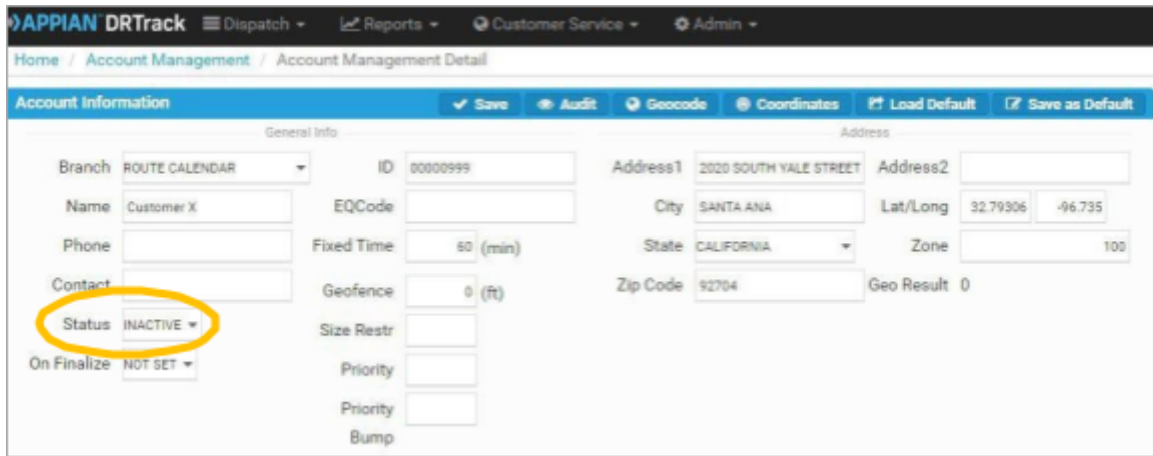 APPIAN DRTrack Dispatch Reports Customer Service Admin
Home / Account Management / Account Management Detail
Account Information Save Audit Geocode Coordinates Load Default Save as Default
General Info Address
Branch ROUTE CALENDAR ID 00000999 Address1 2020 SOUTH YALE STREET Address2
Name Customer X EQCode City SANTA ANA Lat/Long 32.79306 -96.735
Phone Fixed Time 60 (min) State CALIFORNIA Zone 100
Contact Geofence 0 (ft) Zip Code 92704 Geo Result 0
Status INACTIVE Size Restr
On Finalize NOT SET Priority
Priority
Bump